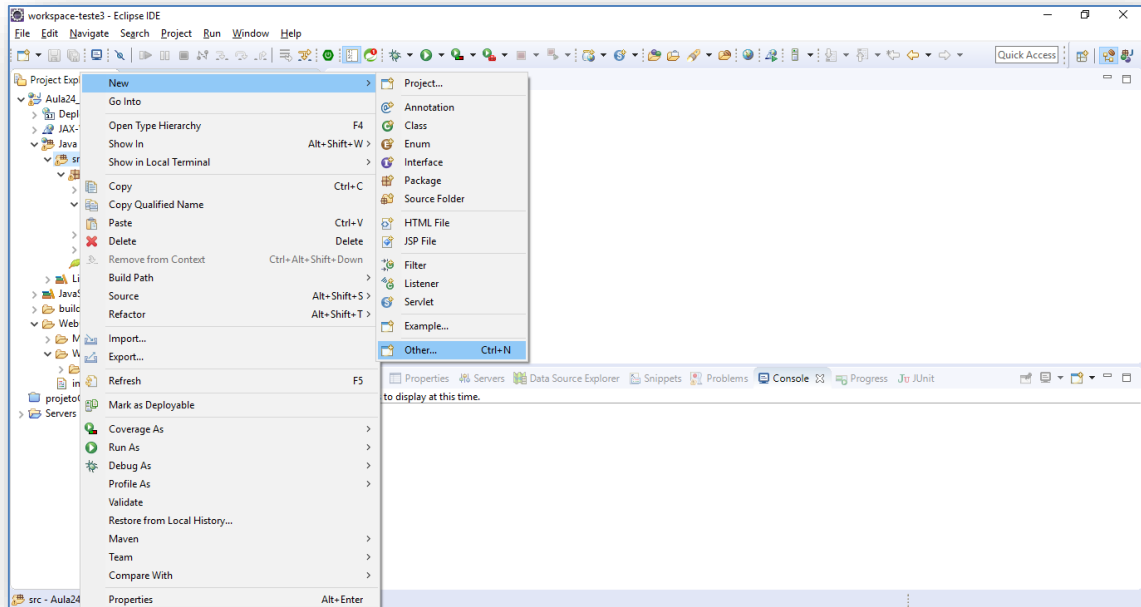 workspace-teste3 - Eclipse IDE
File Edit Navigate Search Project Run Window Help
Quick Access
Project Exp
Aula24_
Depl
JAX-
Java
sr
Li
JavaS
build
Web
M
W
in
projeto
Servers
New
Go Into
Open Type Hierarchy F4
Show In Alt+Shift+W
Show in Local Terminal
Copy Ctrl+C
Copy Qualified Name
Paste Ctrl+V
Delete Delete
Remove from Context Ctrl+Alt+Shift+Down
Build Path
Source Alt+Shift+S
Refactor Alt+Shift+T
Import...
Export...
Refresh F5
Mark as Deployable
Coverage As
Run As
Debug As
Profile As
Validate
Restore from Local History...
Maven
Team
Compare With
Properties Alt+Enter
Project...
Annotation
Class
Enum
Interface
Package
Source Folder
HTML File
JSP File
Filter
Listener
Servlet
Example...
Other... Ctrl+N
Properties Servers Data Source Explorer Snippets Problems Console Progress JUnit
to display at this time.
src - Aula24